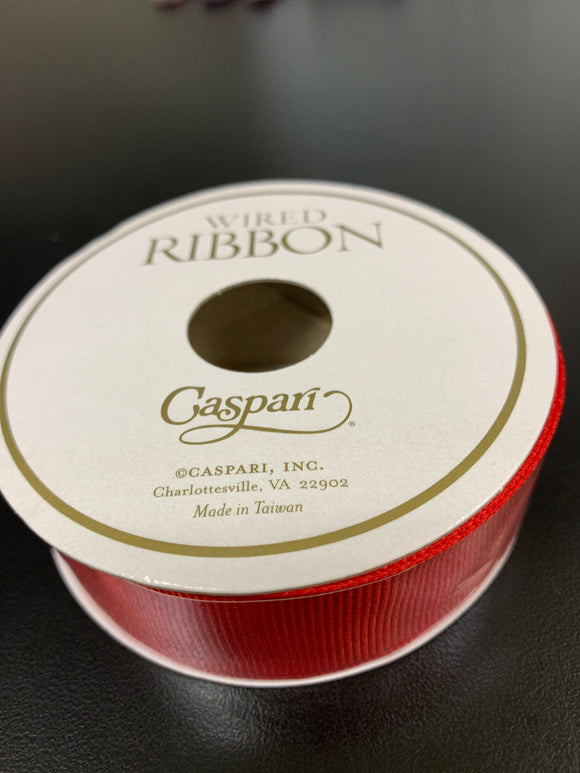 WIRED
RIBBON
Caspari®
©CASPARI, INC.
Charlottesville, VA 22902
Made in Taiwan